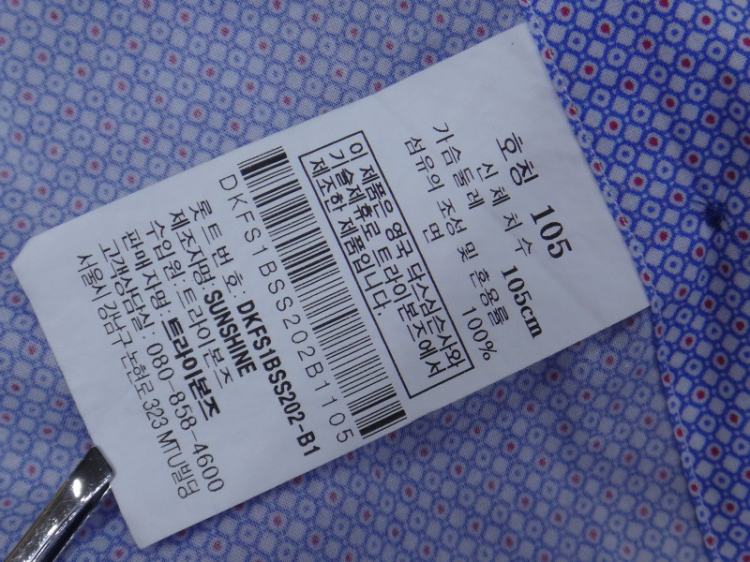 호칭 105
신체치수
가슴둘레 105cm
섬유의 조성 및 혼용률
면 100%
이 제품은 영국 닥스심슨사와
기술제휴로 트라이본즈에서
제조한 제품입니다.
DKFS1BSS202B1105
롯트번호: DKFS1BSS202-B1
제조자명: SUNSHINE
수입원: 트라이본즈
판매자명: 트라이본즈
고객상담실: 080-858-4600
서울시 강남구 논현로 323 MTU빌딩